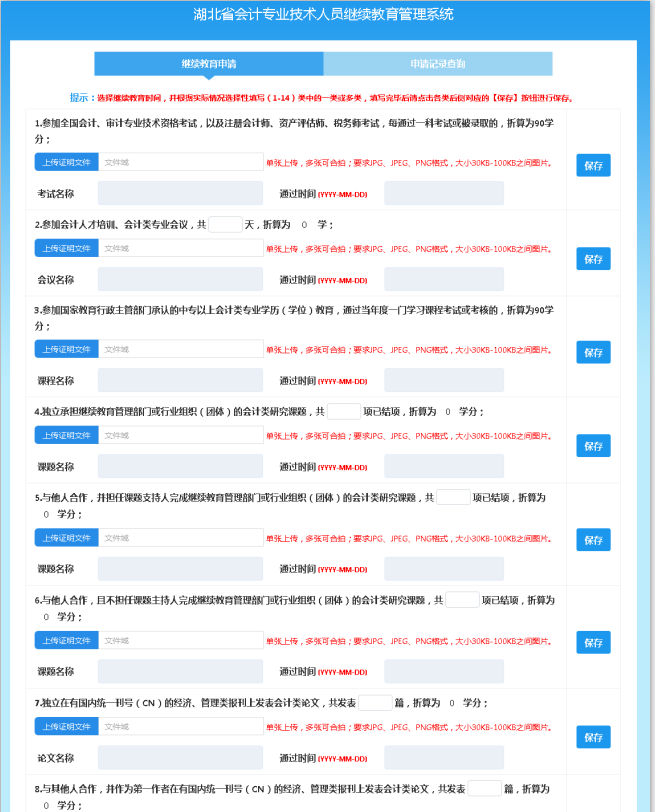 湖北省会计专业技术人员继续教育管理系统
继续教育申请 申请记录查询
提示：选择继续教育时间，并根据实际情况选择性填写（1-14）类中的一类或多类，填写完毕后请点击各类后侧对应的【保存】按钮进行保存。
1.参加全国会计、审计专业技术资格考试，以及注册会计师、资产评估师、税务师考试，每通过一科考试或被录取的，折算为90学
分；
上传证明文件 文件域 单张上传，多张可合拍；要求JPG、JPEG、PNG格式，大小30KB-100KB之间图片。
保存
考试名称 通过时间(YYYY-MM-DD)
2.参加会计人才培训、会计类专业会议，共 天，折算为 0 学；
上传证明文件 文件域 单张上传，多张可合拍；要求JPG、JPEG、PNG格式，大小30KB-100KB之间图片。
保存
会议名称 通过时间(YYYY-MM-DD)
3.参加国家教育行政主管部门承认的中专以上会计类专业学历（学位）教育，通过当年度一门学习课程考试或考核的，折算为90学
分；
上传证明文件 文件域 单张上传，多张可合拍；要求JPG、JPEG、PNG格式，大小30KB-100KB之间图片。
保存
课程名称 通过时间(YYYY-MM-DD)
4.独立承担继续教育管理部门或行业组织（团体）的会计类研究课题，共 项已结项，折算为 0 学分；
上传证明文件 文件域 单张上传，多张可合拍；要求JPG、JPEG、PNG格式，大小30KB-100KB之间图片。
保存
课题名称 通过时间(YYYY-MM-DD)
5.与他人合作，并担任课题支持人完成继续教育管理部门或行业组织（团体）的会计类研究课题，共 项已结项，折算为
0 学分；
上传证明文件 文件域 单张上传，多张可合拍；要求JPG、JPEG、PNG格式，大小30KB-100KB之间图片。
保存
课题名称 通过时间(YYYY-MM-DD)
6.与他人合作，且不担任课题主持人完成继续教育管理部门或行业组织（团体）的会计类研究课题，共 项已结项，折算为
0 学分；
上传证明文件 文件域 单张上传，多张可合拍；要求JPG、JPEG、PNG格式，大小30KB-100KB之间图片。
保存
课题名称 通过时间(YYYY-MM-DD)
7.独立在有国内统一刊号（CN）的经济、管理类报刊上发表会计类论文，共发表 篇，折算为 0 学分；
上传证明文件 文件域 单张上传，多张可合拍；要求JPG、JPEG、PNG格式，大小30KB-100KB之间图片。
保存
论文名称 通过时间(YYYY-MM-DD)
8.与其他人合作，并作为第一作者在有国内统一刊号（CN）的经济、管理类报刊上发表会计类论文，共发表 篇，折算为
0 学分；